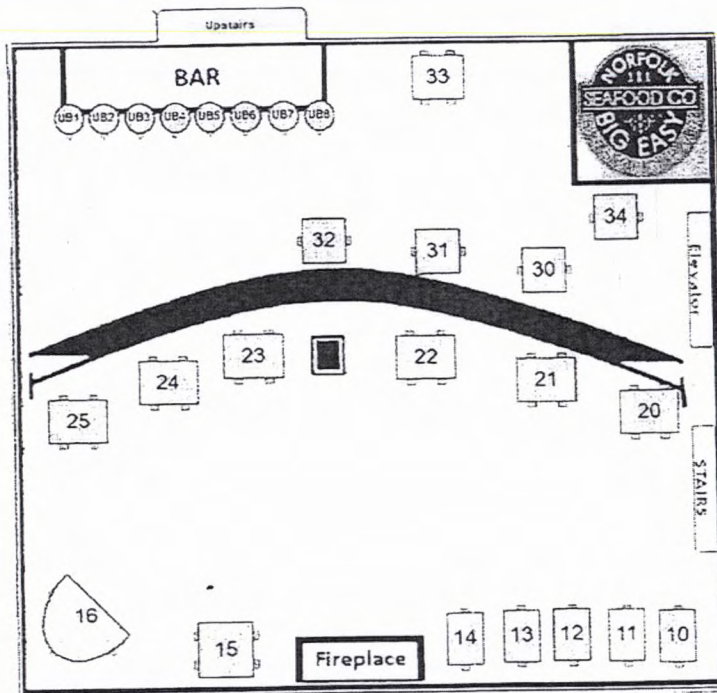 Upstairs
BAR
UB1 UB2 UB3 UB4 UB5 UB6 UB7 UB8
33
NORFOLK
SEAFOOD CO
BIG EASY
34
32
31
30
Elevator
23
22
24
21
25
20
STAIRS
16
15
Fireplace
14
13
12
11
10